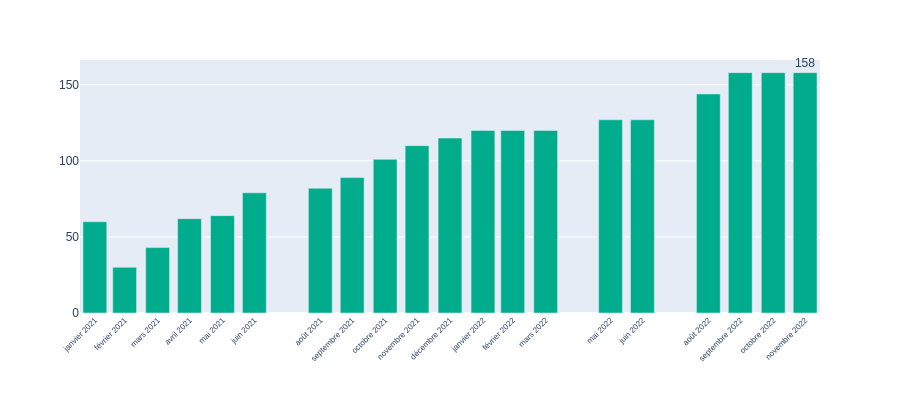 158
150
100
50
0
janvier 2021
février 2021
mars 2021
avril 2021
mai 2021
juin 2021
août 2021
septembre 2021
octobre 2021
novembre 2021
décembre 2021
janvier 2022
février 2022
mars 2022
mai 2022
juin 2022
août 2022
septembre 2022
octobre 2022
novembre 2022